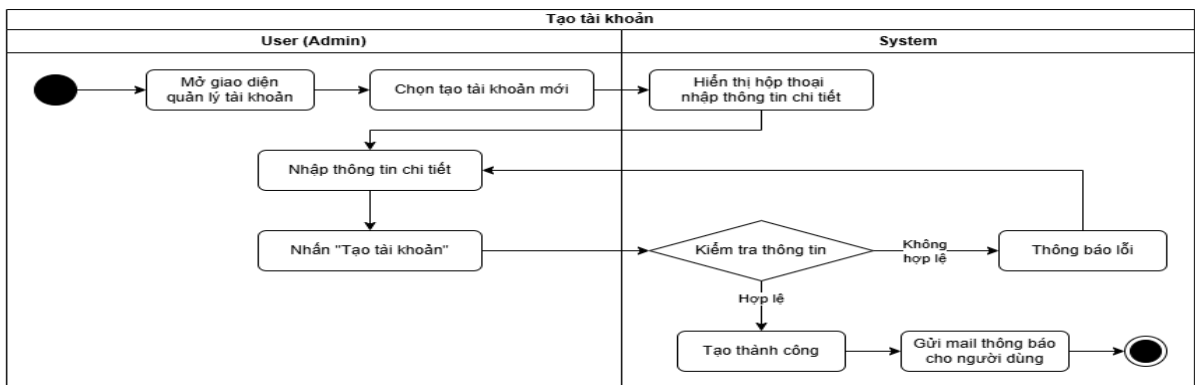 Tạo tài khoản
User (Admin)
System
Mở giao diện
quản lý tài khoản
Chọn tạo tài khoản mới
Hiển thị hộp thoại
nhập thông tin chi tiết
Nhập thông tin chi tiết
Nhấn "Tạo tài khoản"
Kiểm tra thông tin
Không
hợp lệ
Thông báo lỗi
Hợp lệ
Tạo thành công
Gửi mail thông báo
cho người dùng